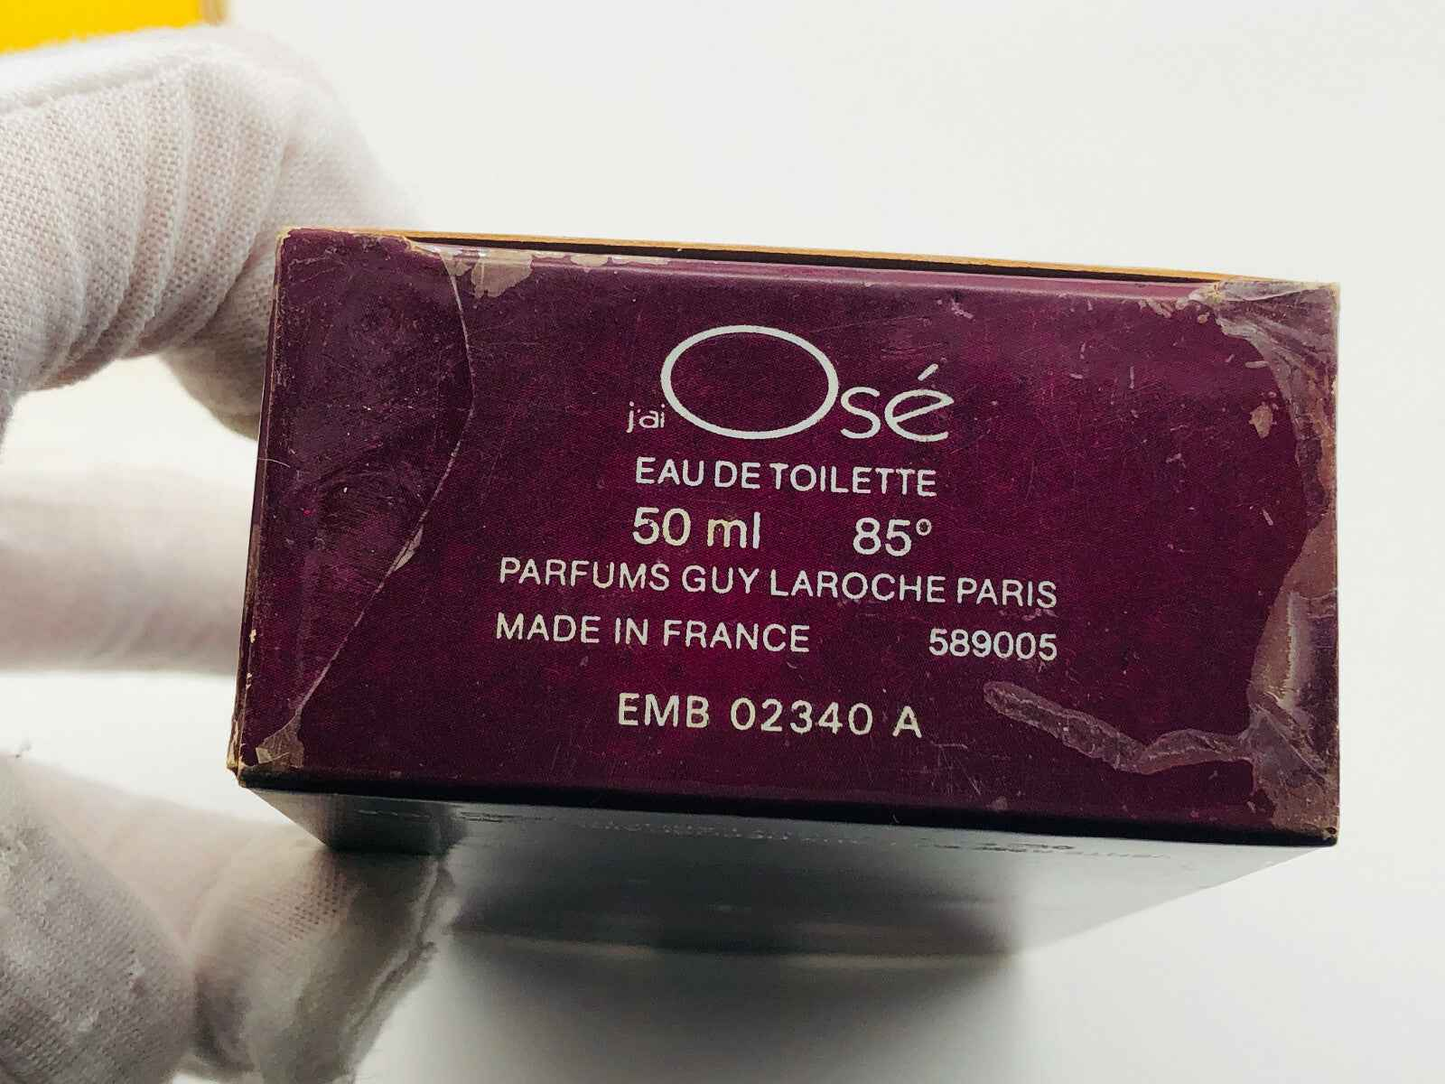 j'ai Osé
EAU DE TOILETTE
50 ml 85°
PARFUMS GUY LAROCHE PARIS
MADE IN FRANCE 589005
EMB 02340 A